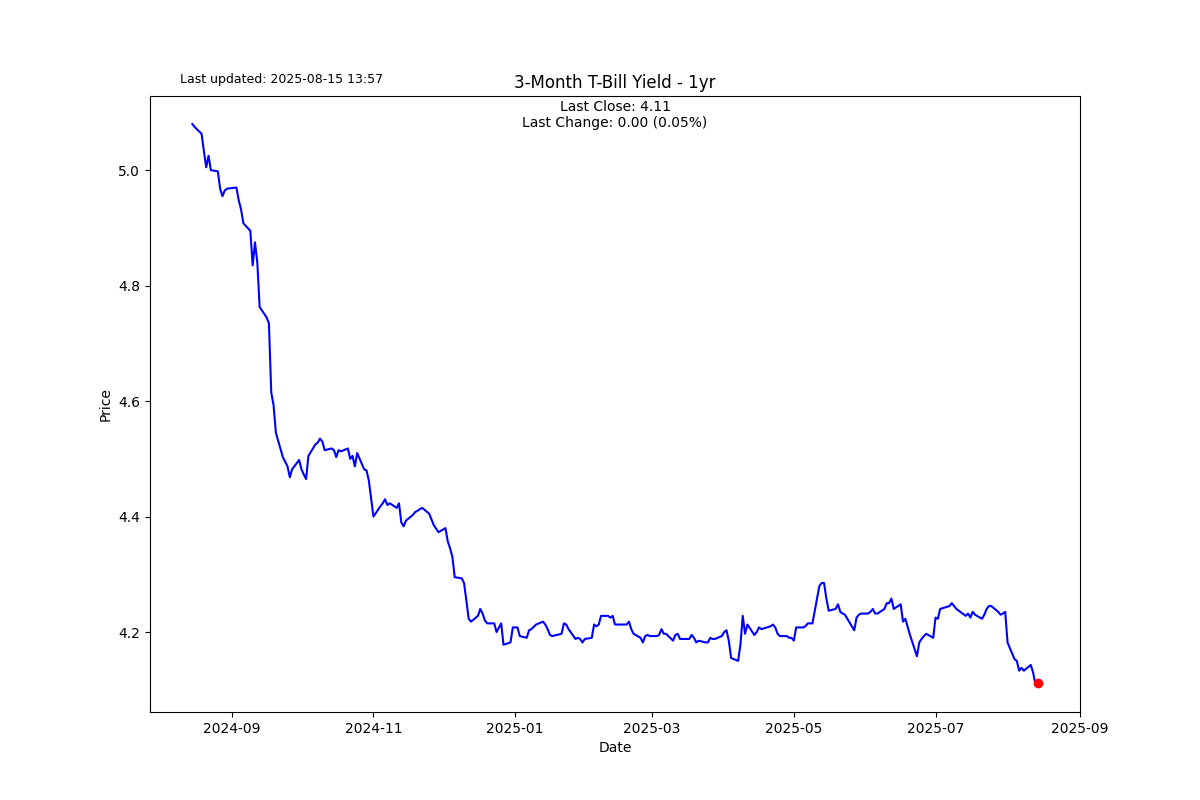 Last updated: 2025-08-15 13:57
3-Month T-Bill Yield - 1yr
Last Close: 4.11
Last Change: 0.00 (0.05%)
5.0
4.8
4.6
4.4
4.2
Price
2024-09 2024-11 2025-01 2025-03 2025-05 2025-07 2025-09
Date